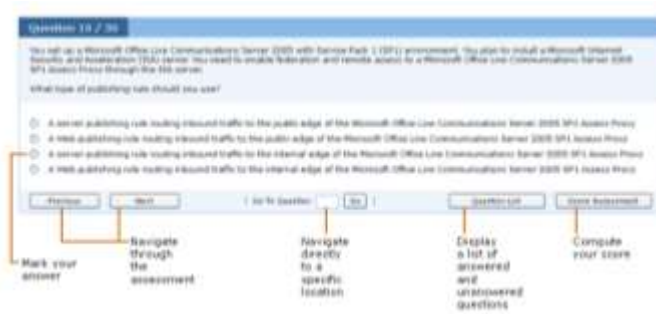 Question 19 / 30
You set up a Microsoft Office Live Communications Server 2005 with Service Pack 1 (SP1) environment. You plan to install a Microsoft Internet
Security and Acceleration (ISA) server. You need to enable federation and remote access to a Microsoft Office Live Communications Server 2005
SP1 Access Proxy through the ISA server.
What type of publishing rule should you use?
A server publishing rule routing inbound traffic to the public edge of the Microsoft Office Live Communications Server 2005 SP1 Access Proxy
A Web publishing rule routing inbound traffic to the public edge of the Microsoft Office Live Communications Server 2005 SP1 Access Proxy
A server publishing rule routing inbound traffic to the internal edge of the Microsoft Office Live Communications Server 2005 SP1 Access Proxy
A Web publishing rule routing inbound traffic to the internal edge of the Microsoft Office Live Communications Server 2005 SP1 Access Proxy
Previous Next | Go To Question Go | Question List Score Assessment
Mark your
answer
Navigate
through
the
assessment
Navigate
directly
to a
specific
location
Display
a list of
answered
and
unanswered
questions
Compute
your score